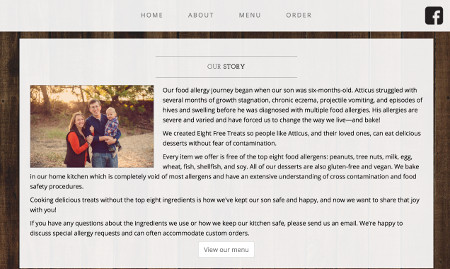 HOME ABOUT MENU ORDER
OUR STORY
Our food allergy journey began when our son was six-months-old. Atticus struggled with
several months of growth stagnation, chronic eczema, projectile vomiting, and episodes of
hives and swelling before he was diagnosed with multiple food allergies. His allergies are
severe and varied and have forced us to change the way we live—and bake!
We created Eight Free Treats so people like Atticus, and their loved ones, can eat delicious
desserts without fear of contamination.
Every item we offer is free of the top eight food allergens: peanuts, tree nuts, milk, egg,
wheat, fish, shellfish, and soy. All of our desserts are also gluten-free and vegan. We bake
in our home kitchen which is completely void of most allergens and have an extensive understanding of cross contamination and food
safety procedures.
Cooking delicious treats without the top eight ingredients is how we've kept our son safe and happy, and now we want to share that joy
with you!
If you have any questions about the ingredients we use or how we keep our kitchen safe, please send us an email. We're happy to
discuss special allergy requests and can often accommodate custom orders.
View our menu